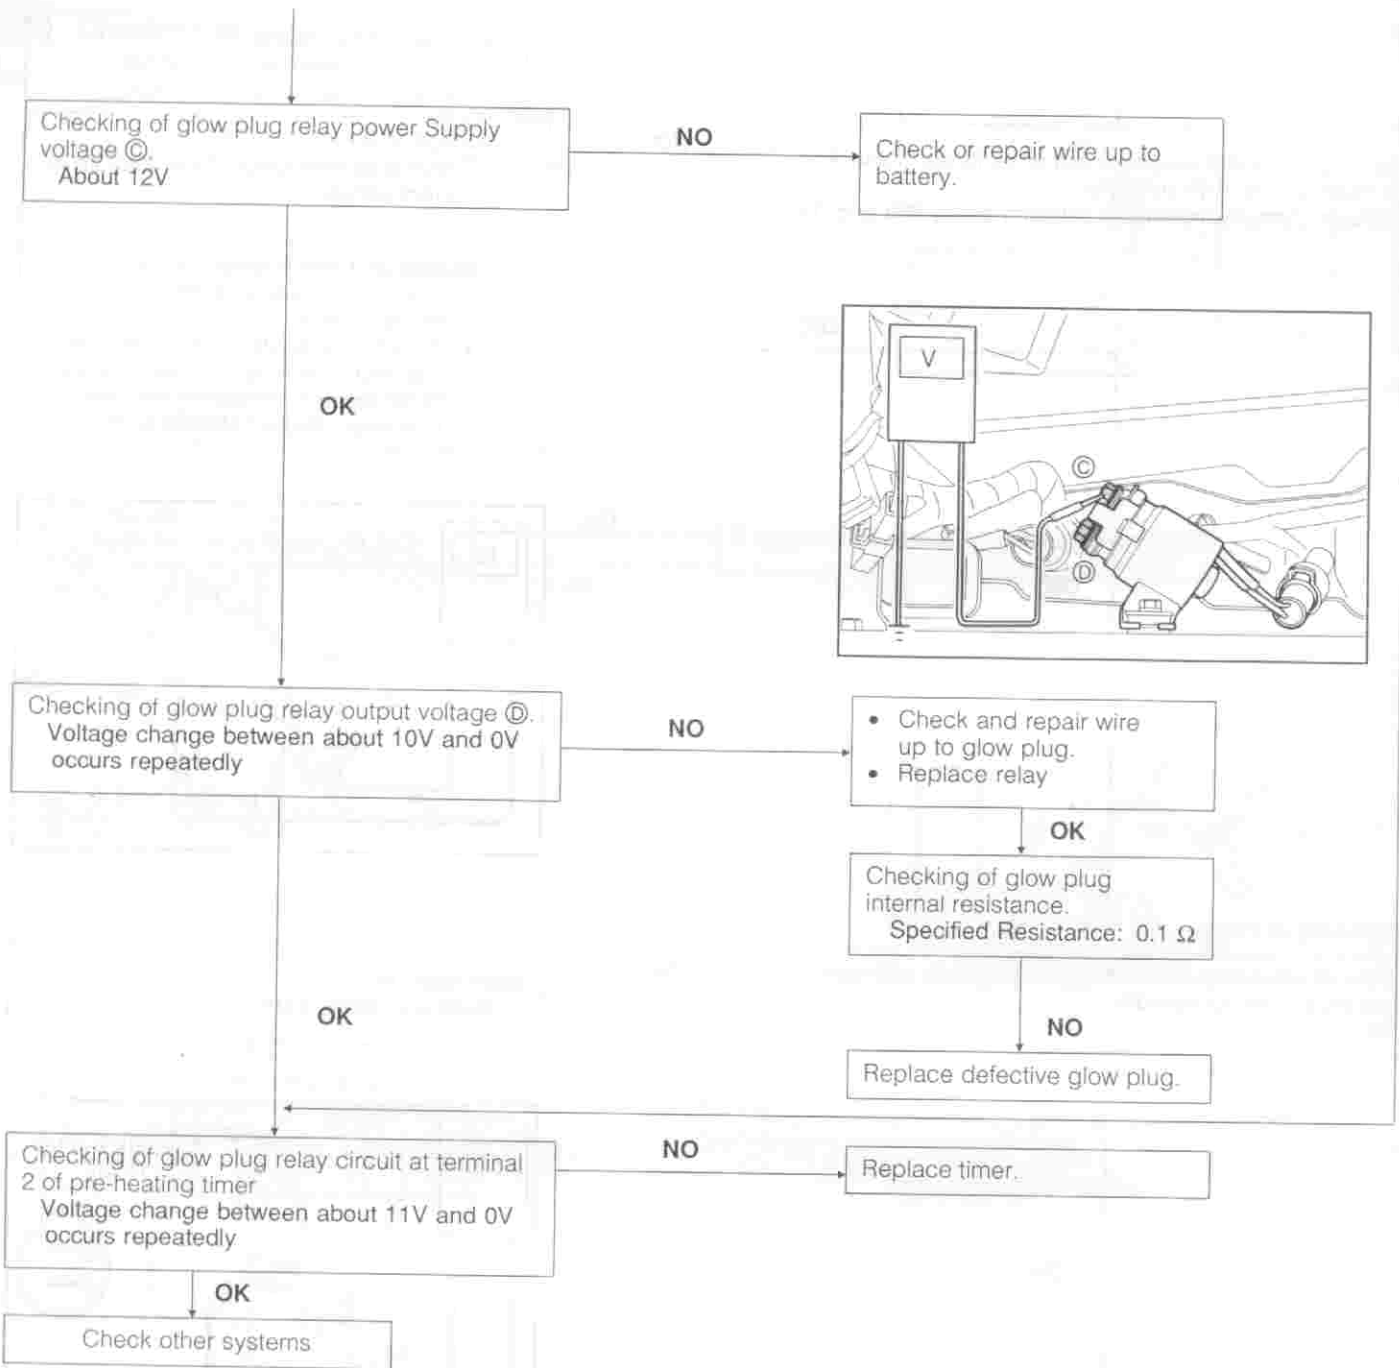 Checking of glow plug relay power Supply
voltage Ⓒ.
About 12V
NO
Check or repair wire up to
battery.
OK
V
Ⓒ
Ⓓ
Checking of glow plug relay output voltage Ⓓ.
Voltage change between about 10V and 0V
occurs repeatedly
NO
• Check and repair wire
up to glow plug.
• Replace relay
OK
Checking of glow plug
internal resistance.
Specified Resistance: 0.1 Ω
OK
NO
Replace defective glow plug.
Checking of glow plug relay circuit at terminal
2 of pre-heating timer
Voltage change between about 11V and 0V
occurs repeatedly
NO
Replace timer.
OK
Check other systems